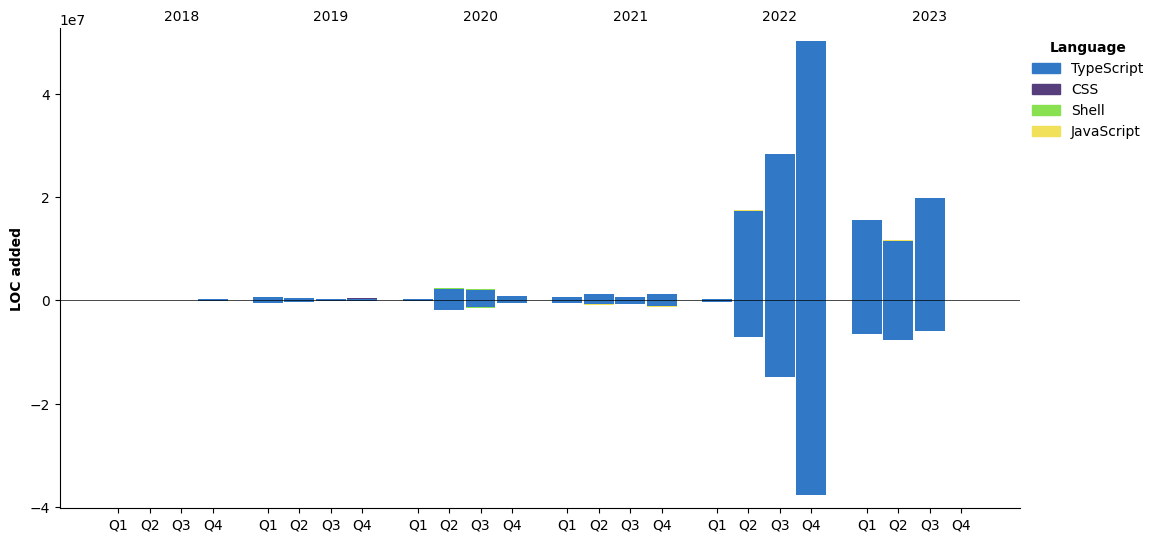 1e7
2018 2019 2020 2021 2022 2023
Language
TypeScript
CSS
Shell
JavaScript
LOC added
4
2
0
−2
−4
Q1 Q2 Q3 Q4 Q1 Q2 Q3 Q4 Q1 Q2 Q3 Q4 Q1 Q2 Q3 Q4 Q1 Q2 Q3 Q4 Q1 Q2 Q3 Q4